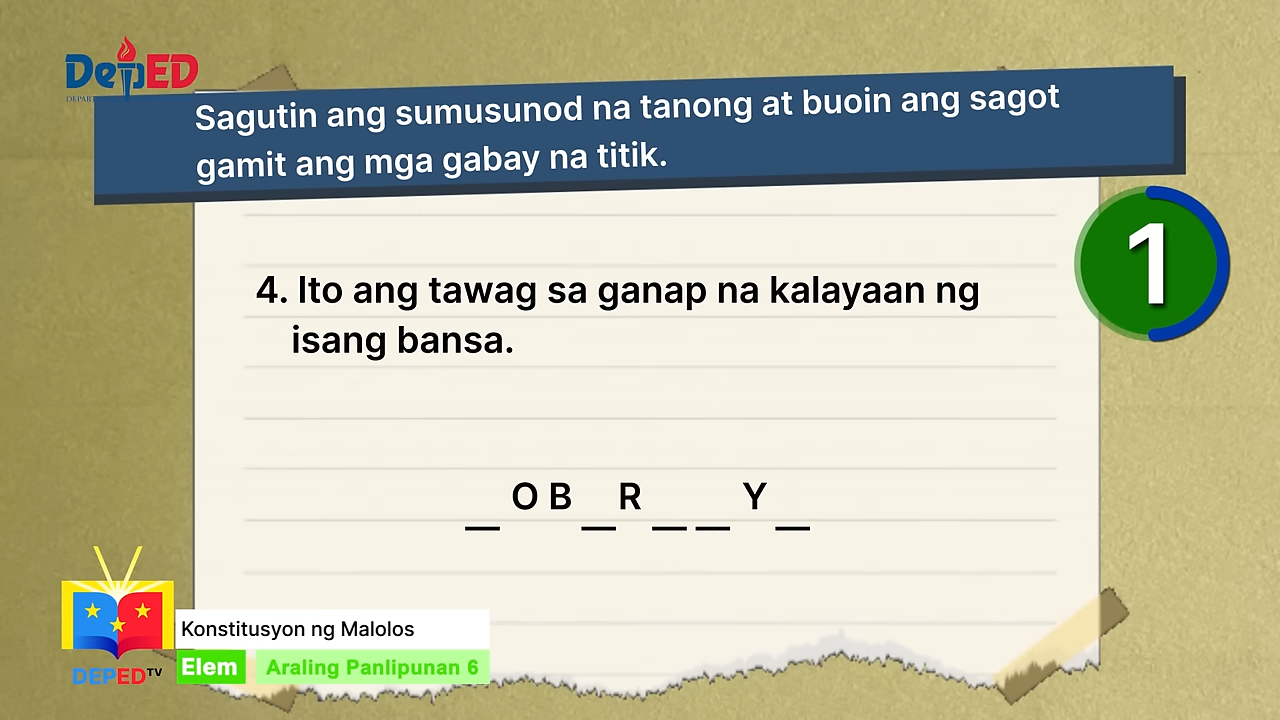 DepED
Sagutin ang sumusunod na tanong at buoin ang sagot
gamit ang mga gabay na titik.
1
4. Ito ang tawag sa ganap na kalayaan ng
isang bansa.
_ O B _ R _ _ Y _
Konstitusyon ng Malolos
DEPED TV
Elem Araling Panlipunan 6